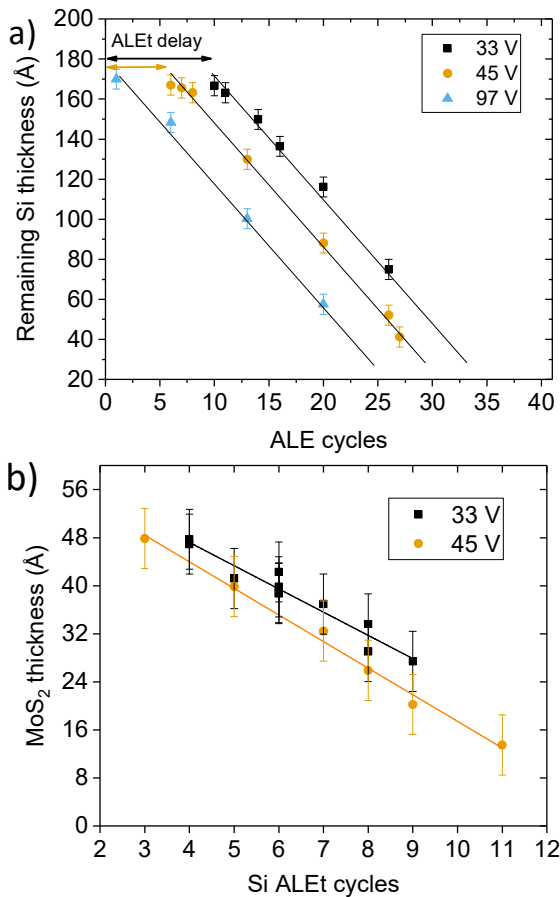 a)
ALEt delay
33 V
45 V
97 V
Remaining Si thickness (Å)
200
180
160
140
120
100
80
60
40
20
0 5 10 15 20 25 30 35 40
ALE cycles
b)
33 V
45 V
MoS₂ thickness (Å)
56
48
40
32
24
16
8
0
2 3 4 5 6 7 8 9 10 11 12
Si ALEt cycles